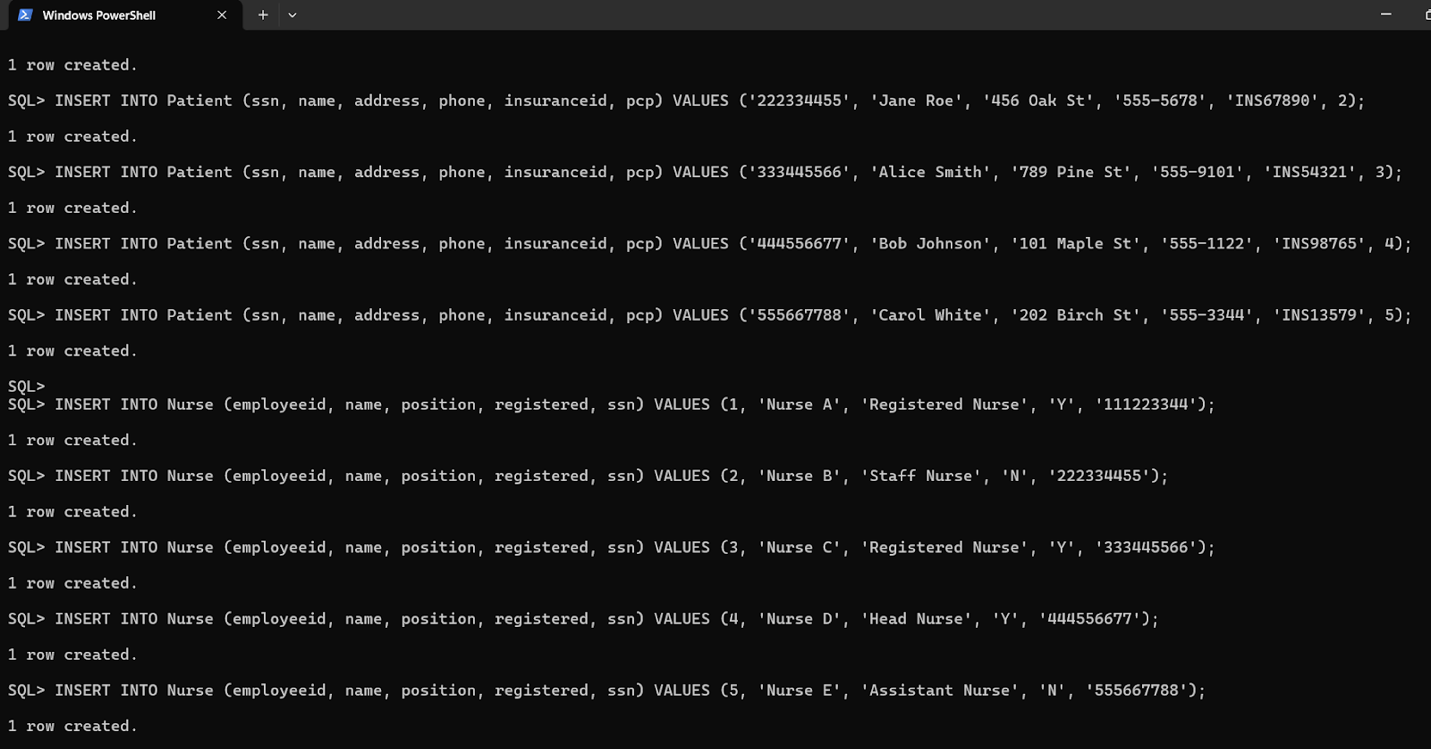 Windows PowerShell
1 row created.
SQL> INSERT INTO Patient (ssn, name, address, phone, insuranceid, pcp) VALUES ('222334455', 'Jane Roe', '456 Oak St', '555-5678', 'INS67890', 2);
1 row created.
SQL> INSERT INTO Patient (ssn, name, address, phone, insuranceid, pcp) VALUES ('333445566', 'Alice Smith', '789 Pine St', '555-9101', 'INS54321', 3);
1 row created.
SQL> INSERT INTO Patient (ssn, name, address, phone, insuranceid, pcp) VALUES ('444556677', 'Bob Johnson', '101 Maple St', '555-1122', 'INS98765', 4);
1 row created.
SQL> INSERT INTO Patient (ssn, name, address, phone, insuranceid, pcp) VALUES ('555667788', 'Carol White', '202 Birch St', '555-3344', 'INS13579', 5);
1 row created.
SQL>
SQL> INSERT INTO Nurse (employeeid, name, position, registered, ssn) VALUES (1, 'Nurse A', 'Registered Nurse', 'Y', '111223344');
1 row created.
SQL> INSERT INTO Nurse (employeeid, name, position, registered, ssn) VALUES (2, 'Nurse B', 'Staff Nurse', 'N', '222334455');
1 row created.
SQL> INSERT INTO Nurse (employeeid, name, position, registered, ssn) VALUES (3, 'Nurse C', 'Registered Nurse', 'Y', '333445566');
1 row created.
SQL> INSERT INTO Nurse (employeeid, name, position, registered, ssn) VALUES (4, 'Nurse D', 'Head Nurse', 'Y', '444556677');
1 row created.
SQL> INSERT INTO Nurse (employeeid, name, position, registered, ssn) VALUES (5, 'Nurse E', 'Assistant Nurse', 'N', '555667788');
1 row created.